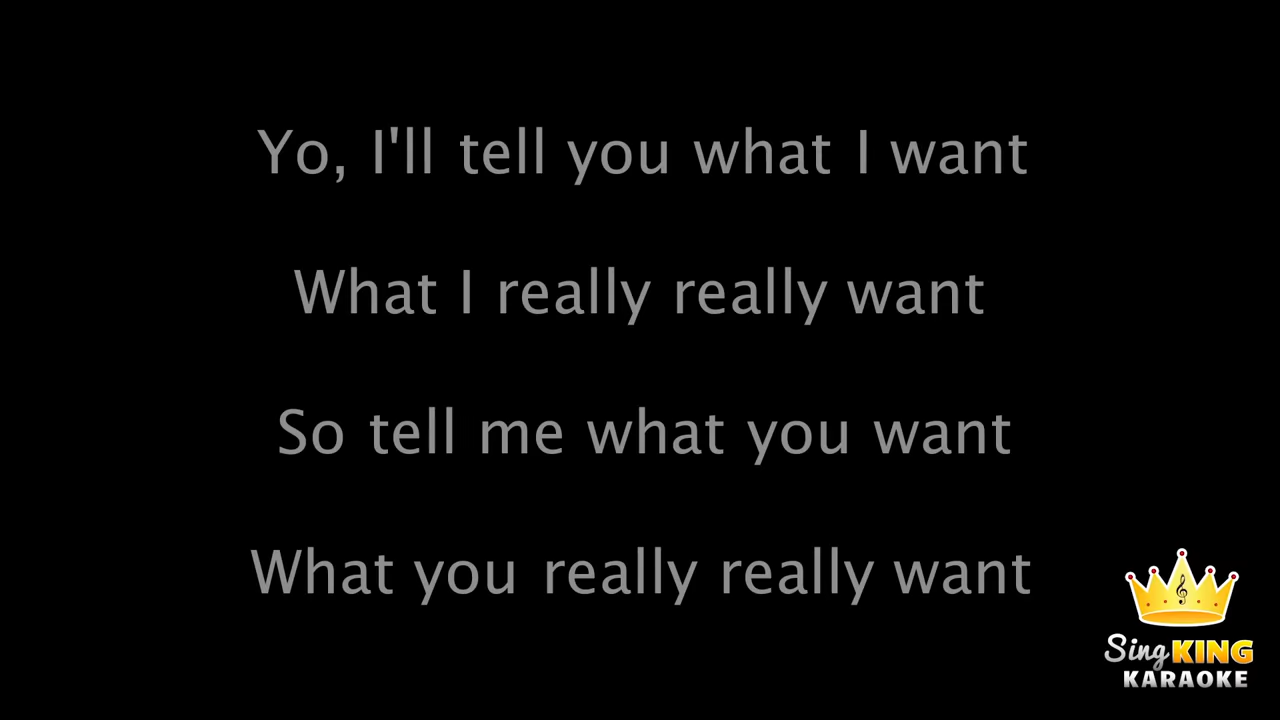 Yo, I'll tell you what I want
What I really really want
So tell me what you want
What you really really want
Sing KING
KARAOKE